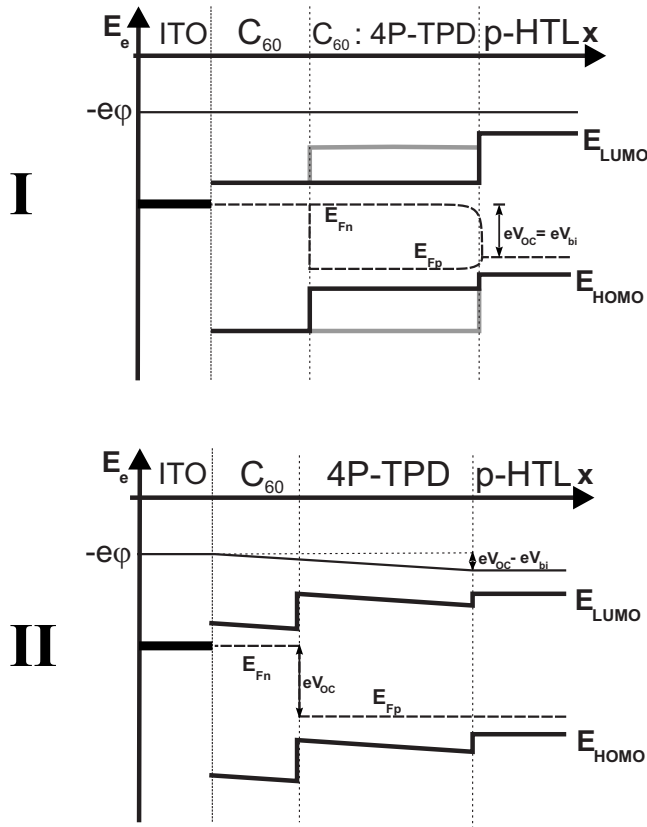 E_e ITO C_60 C_60 : 4P-TPD p-HTL x
-eφ
E_LUMO
I
E_Fn
eV_OC = eV_bi
E_Fp
E_HOMO
E_e ITO C_60 4P-TPD p-HTL x
-eφ
eV_OC - eV_bi
E_LUMO
II
E_Fn
eV_OC
E_Fp
E_HOMO